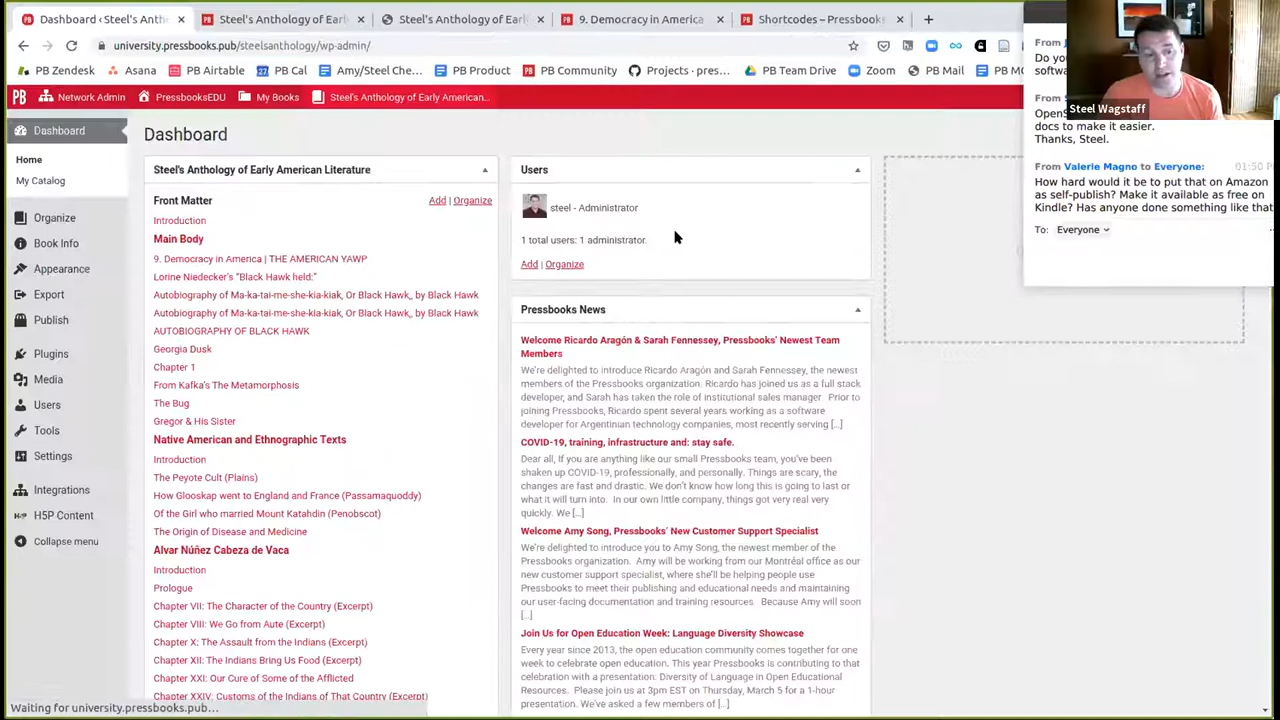 Dashboard ‹ Steel's Anth
Steel's Anthology of Early
Steel's Anthology of Early
9. Democracy in America
Shortcodes – Pressbooks
university.pressbooks.pub/steelsanthology/wp-admin/
PB Zendesk
Asana
PB Airtable
PB Cal
Amy/Steel Che…
PB Product
PB Community
Projects · pres…
PB Team Drive
Zoom
PB Mail
Network Admin
PressbooksEDU
My Books
Steel's Anthology of Early American…
Steel Wagstaff
From
Do you
softwa
From
OpenS
docs to make it easier.
Thanks, Steel.
From Valerie Magno to Everyone: 01:50 P
How hard would it be to put that on Amazon
as self-publish? Make it available as free on
Kindle? Has anyone done something like that
To: Everyone
Dashboard
Home
My Catalog
Organize
Book Info
Appearance
Export
Publish
Plugins
Media
Users
Tools
Settings
Integrations
H5P Content
Collapse menu
Dashboard
Steel's Anthology of Early American Literature
Front Matter Add | Organize
Introduction
Main Body
9. Democracy in America | THE AMERICAN YAWP
Lorine Niedecker's "Black Hawk held:"
Autobiography of Ma-ka-tai-me-she-kia-kiak, Or Black Hawk,, by Black Hawk
Autobiography of Ma-ka-tai-me-she-kia-kiak, Or Black Hawk,, by Black Hawk
AUTOBIOGRAPHY OF BLACK HAWK
Georgia Dusk
Chapter 1
From Kafka's The Metamorphosis
The Bug
Gregor & His Sister
Native American and Ethnographic Texts
Introduction
The Peyote Cult (Plains)
How Glooskap went to England and France (Passamaquoddy)
Of the Girl who married Mount Katahdin (Penobscot)
The Origin of Disease and Medicine
Alvar Núñez Cabeza de Vaca
Introduction
Prologue
Chapter VII: The Character of the Country (Excerpt)
Chapter VIII: We Go from Aute (Excerpt)
Chapter X: The Assault from the Indians (Excerpt)
Chapter XII: The Indians Bring Us Food (Excerpt)
Chapter XXI: Our Cure of Some of the Afflicted
Chapter XXIV: Customs of the Indians of That Country (Excerpt)
Users
steel - Administrator
1 total users: 1 administrator.
Add | Organize
Pressbooks News
Welcome Ricardo Aragón & Sarah Fennessey, Pressbooks' Newest Team
Members
We're delighted to introduce Ricardo Aragón and Sarah Fennessey, the newest
members of the Pressbooks organization. Ricardo has joined us as a full stack
developer, and Sarah has taken the role of institutional sales manager. Prior to
joining Pressbooks, Ricardo spent several years working as a software
developer for Argentinian technology companies, most recently serving […]
COVID-19, training, infrastructure and: stay safe.
Dear all, If you are anything like our small Pressbooks team, you've been
shaken up COVID-19, professionally, and personally. Things are scary, the
changes are fast and drastic. We don't know how long this is going to last or
what it will turn into. In our own little company, things got very real very
quickly. We […]
Welcome Amy Song, Pressbooks' New Customer Support Specialist
We're delighted to introduce you to Amy Song, the newest member of the
Pressbooks organization. Amy will be working from our Montréal office as our
new customer support specialist, where she'll be helping people use
Pressbooks to meet their publishing and educational needs and maintaining
our user-facing documentation and training resources. Because Amy will soon
[…]
Join Us for Open Education Week: Language Diversity Showcase
Every year since 2013, the open education community comes together for one
week to celebrate open education. This year Pressbooks is contributing to that
celebration with a presentation: Diversity of Language in Open Educational
Resources. Please join us at 3pm EST on Thursday, March 5 for a 1-hour
presentation. We've asked a few members of […]
Waiting for university.pressbooks.pub…